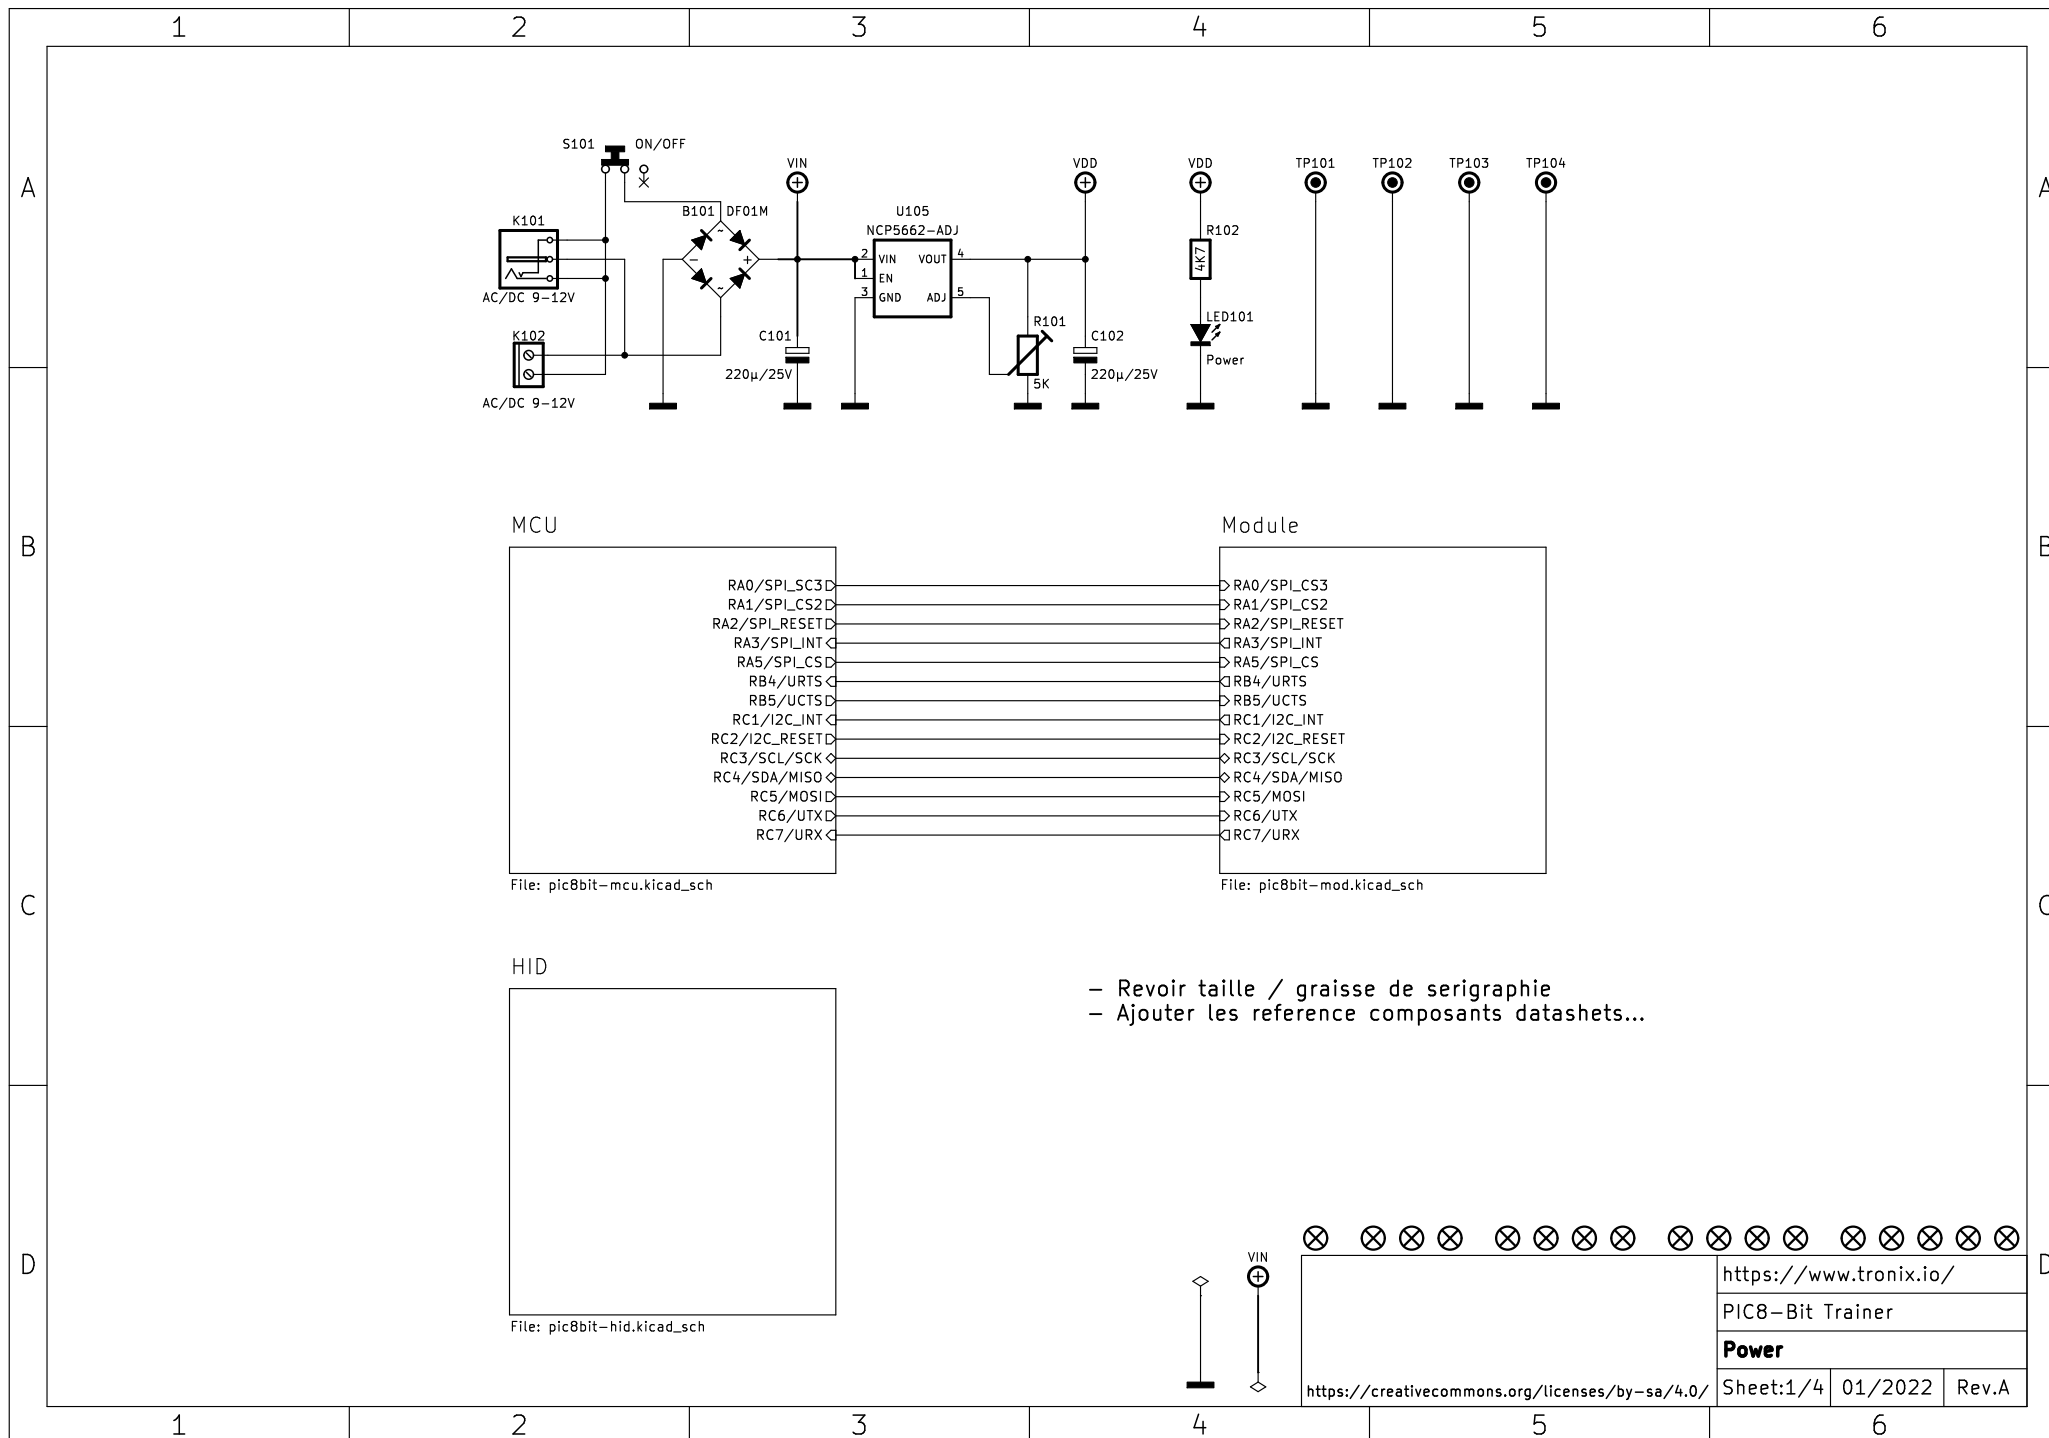 1 2 3 4 5 6
A A
S101 ON/OFF
VIN VDD VDD TP101 TP102 TP103 TP104
K101
AC/DC 9-12V
B101 DF01M
~
- +
~
U105
NCP5662-ADJ
2 VIN VOUT 4
1 EN
3 GND ADJ 5
R102
4K7
LED101
Power
K102
AC/DC 9-12V
C101
220µ/25V
R101
5K
C102
220µ/25V
B B
MCU
RA0/SPI_SC3
RA1/SPI_CS2
RA2/SPI_RESET
RA3/SPI_INT
RA5/SPI_CS
RB4/URTS
RB5/UCTS
RC1/I2C_INT
RC2/I2C_RESET
RC3/SCL/SCK
RC4/SDA/MISO
RC5/MOSI
RC6/UTX
RC7/URX
File: pic8bit-mcu.kicad_sch
Module
RA0/SPI_CS3
RA1/SPI_CS2
RA2/SPI_RESET
RA3/SPI_INT
RA5/SPI_CS
RB4/URTS
RB5/UCTS
RC1/I2C_INT
RC2/I2C_RESET
RC3/SCL/SCK
RC4/SDA/MISO
RC5/MOSI
RC6/UTX
RC7/URX
File: pic8bit-mod.kicad_sch
C C
HID
File: pic8bit-hid.kicad_sch
- Revoir taille / graisse de serigraphie
- Ajouter les reference composants datashets...
D D
VIN
https://creativecommons.org/licenses/by-sa/4.0/
https://www.tronix.io/
PIC8-Bit Trainer
Power
Sheet:1/4 01/2022 Rev.A
1 2 3 4 5 6